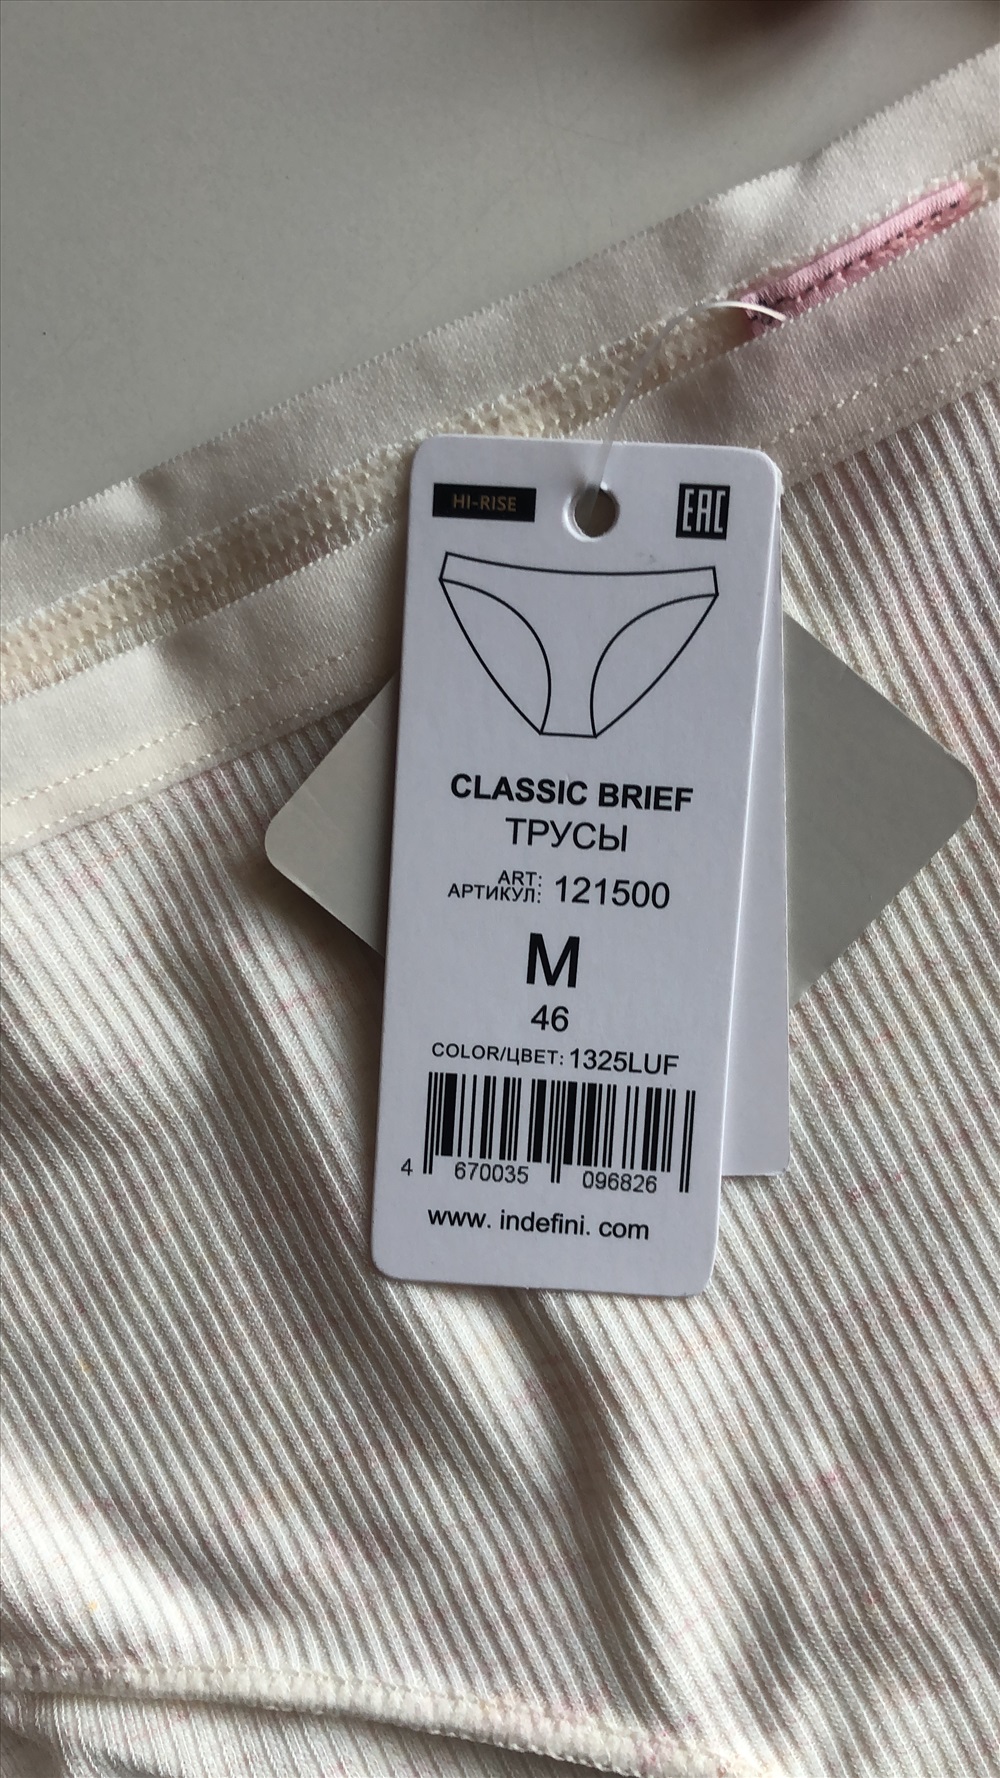 HI-RISE
EAC
CLASSIC BRIEF
ТРУСЫ
ART:
АРТИКУЛ: 121500
M
46
COLOR/ЦВЕТ: 1325LUF
4 670035 096826
www. indefini. com